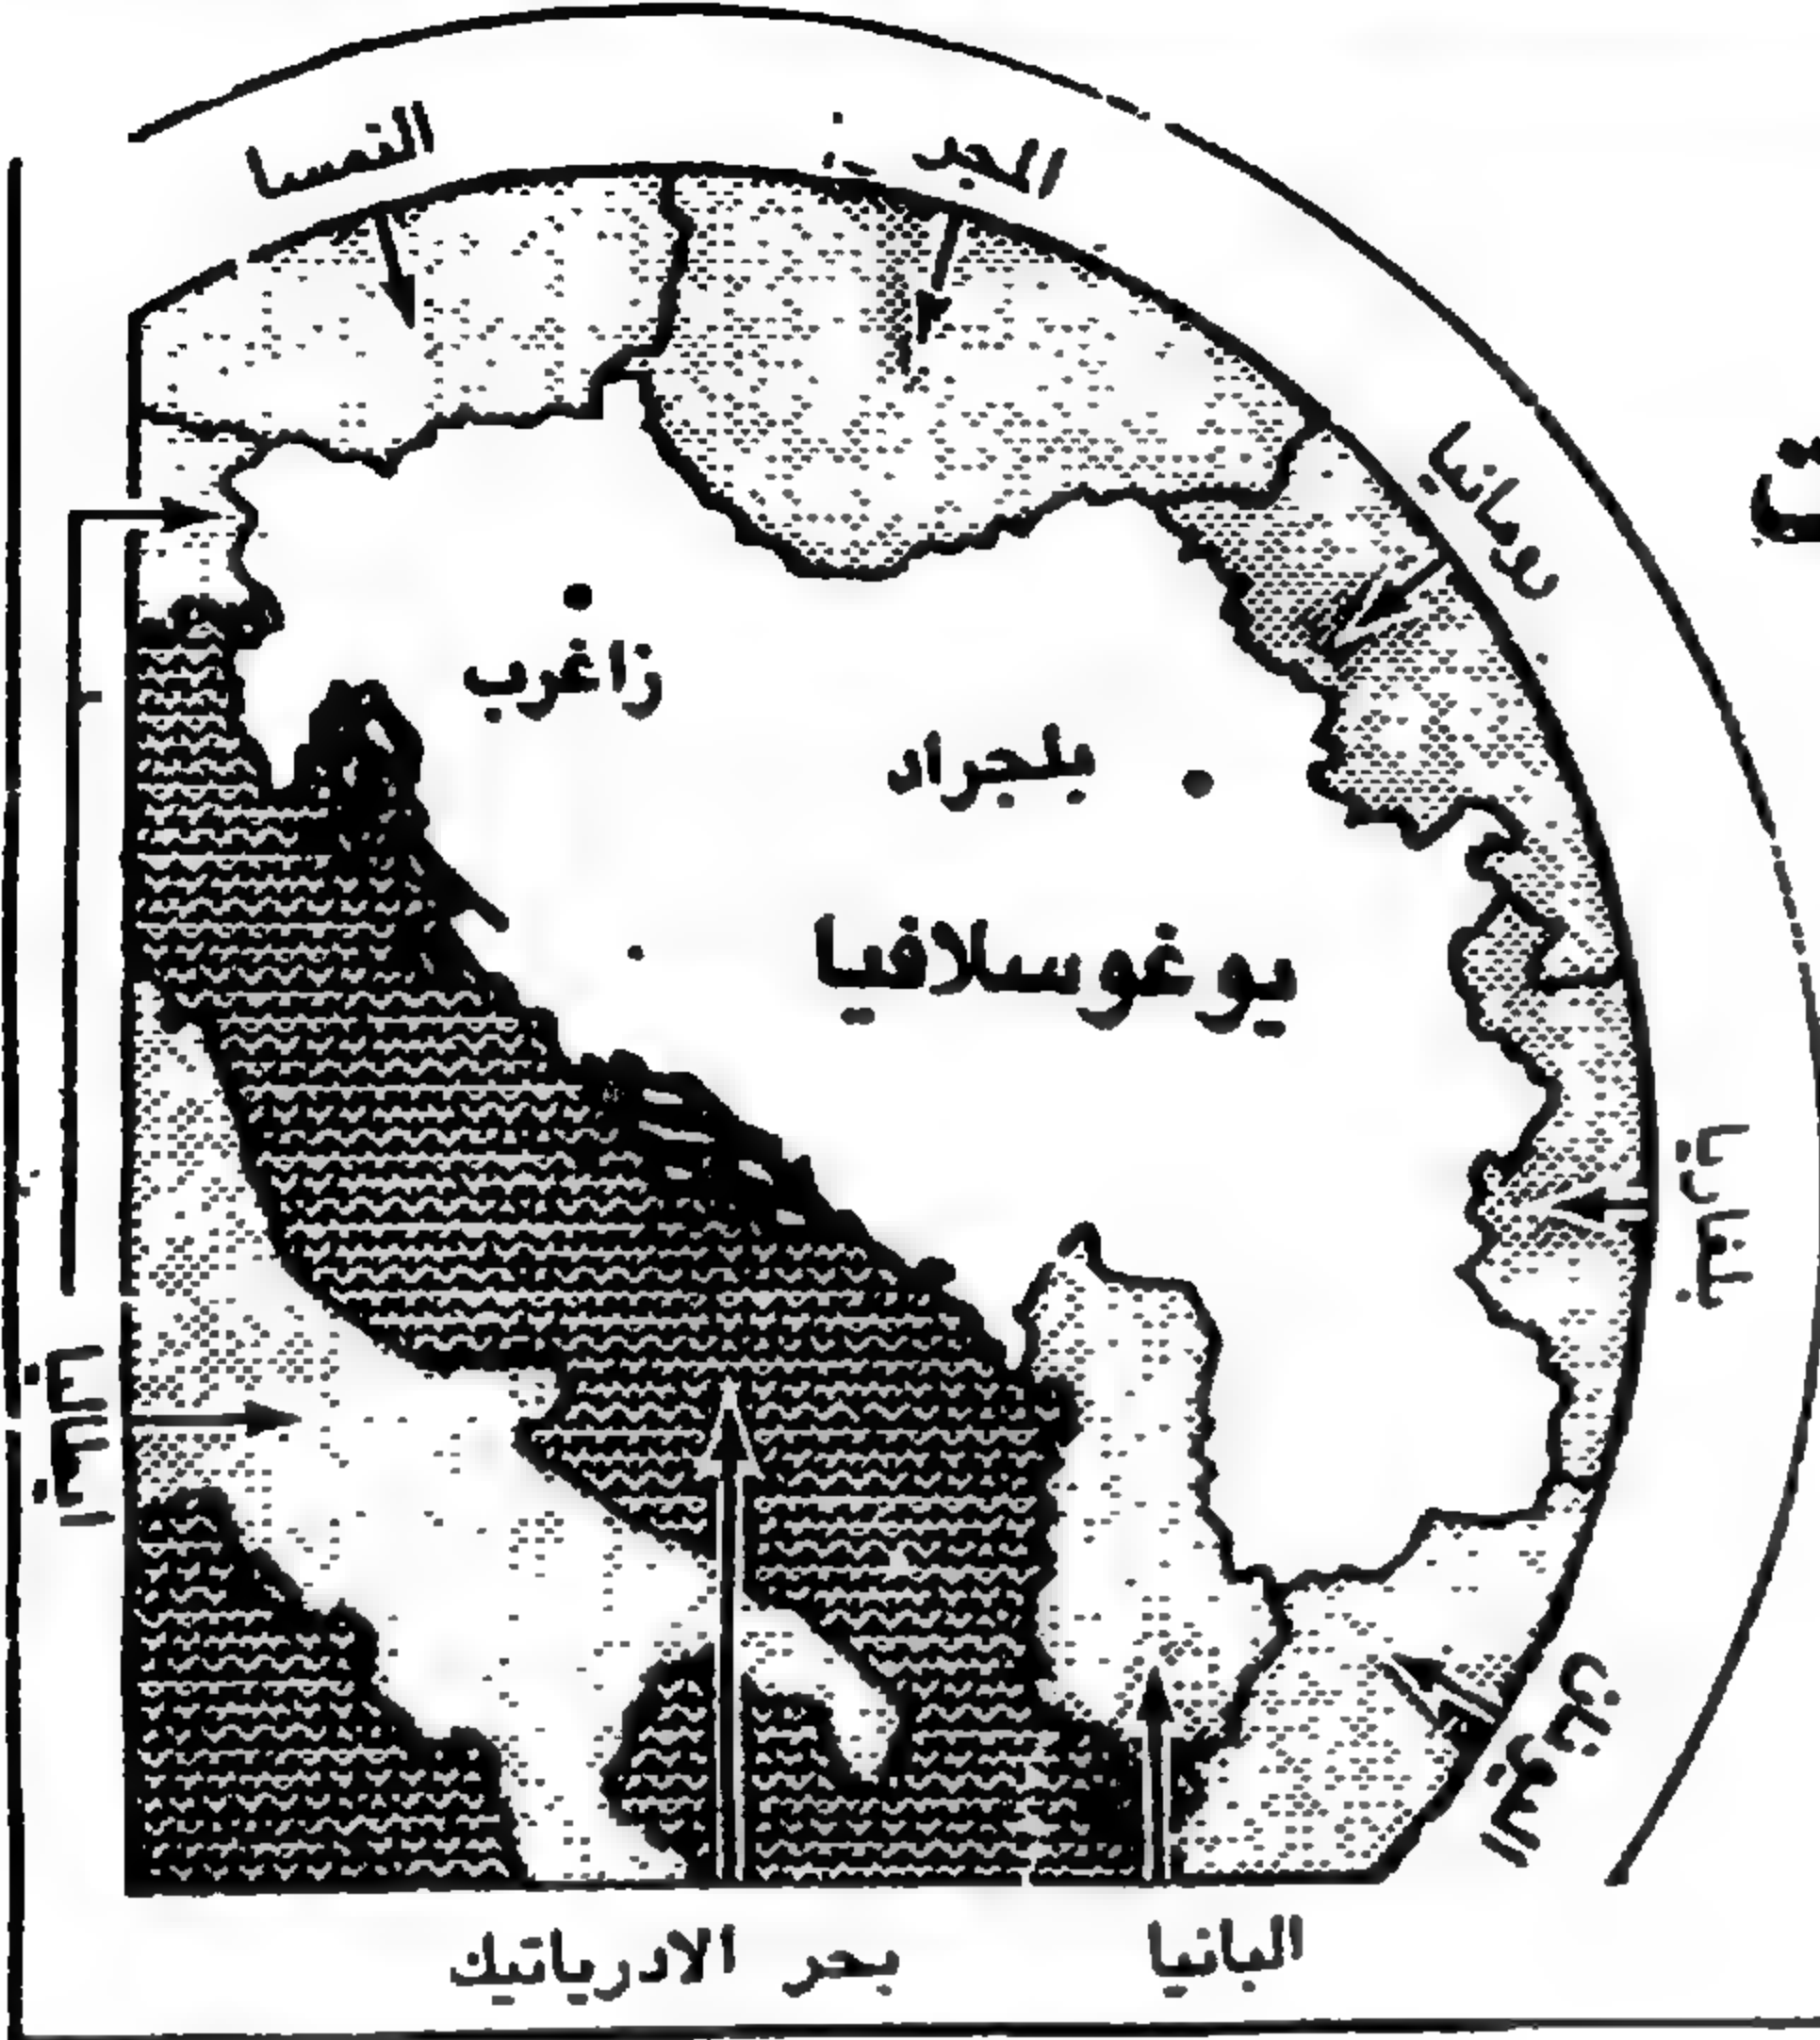 النمسا
المجر
رومانيا
زاغرب
بلجراد
يوغوسلافيا
بلغاريا
ايطاليا
اليونان
البانيا
بحر الادرياتيك